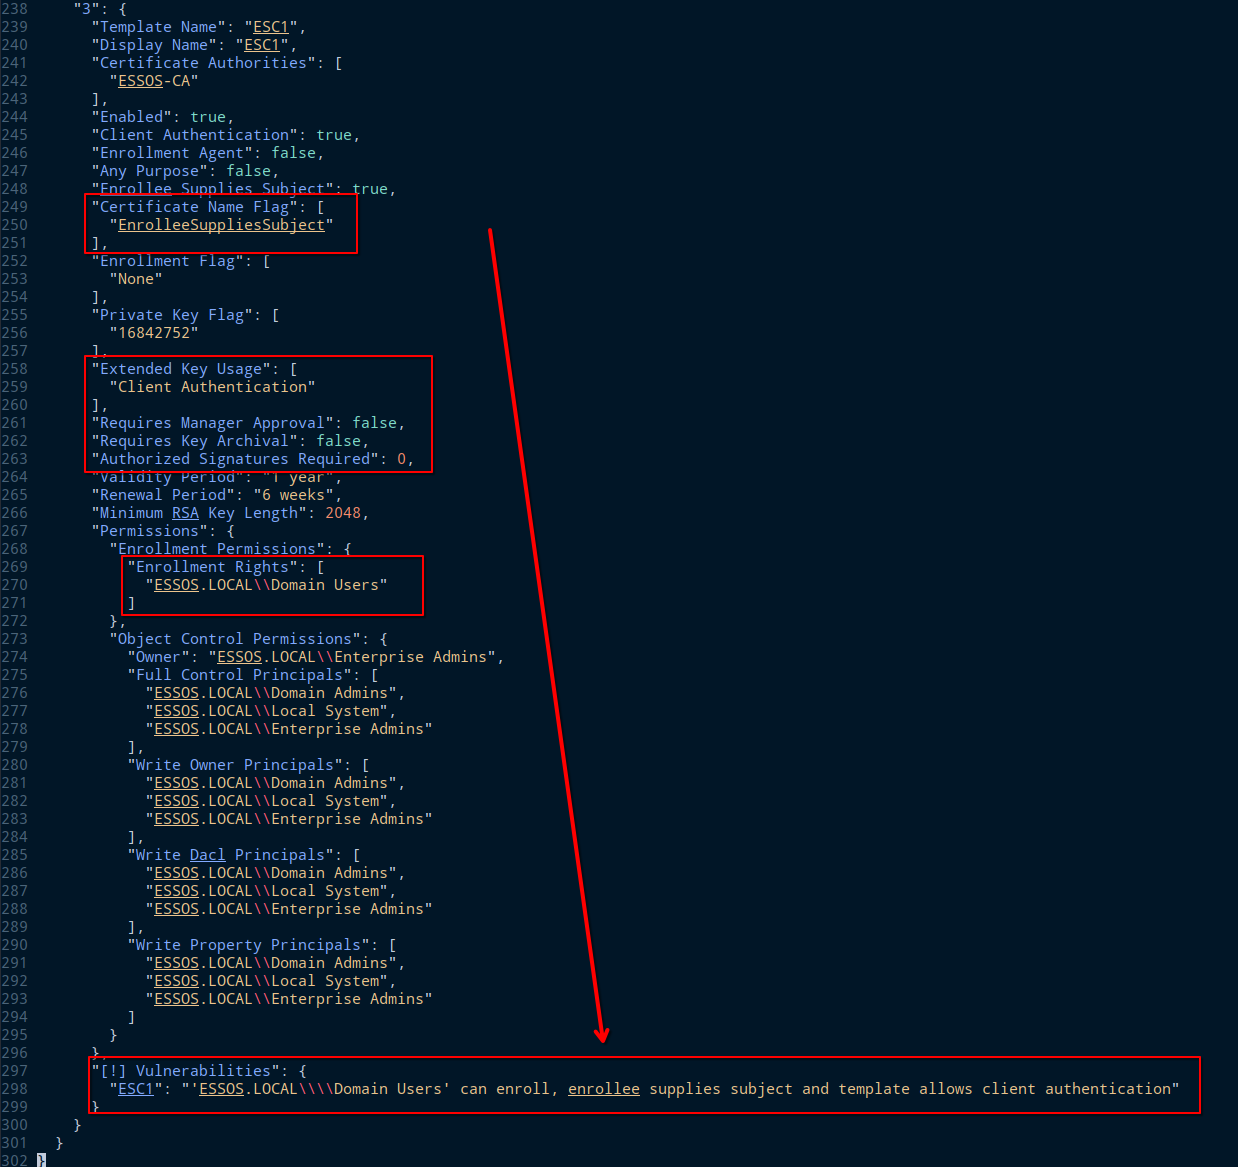 238 "3": {
239 "Template Name": "ESC1",
240 "Display Name": "ESC1",
241 "Certificate Authorities": [
242 "ESSOS-CA"
243 ],
244 "Enabled": true,
245 "Client Authentication": true,
246 "Enrollment Agent": false,
247 "Any Purpose": false,
248 "Enrollee Supplies Subject": true,
249 "Certificate Name Flag": [
250 "EnrolleeSuppliesSubject"
251 ],
252 "Enrollment Flag": [
253 "None"
254 ],
255 "Private Key Flag": [
256 "16842752"
257 ],
258 "Extended Key Usage": [
259 "Client Authentication"
260 ],
261 "Requires Manager Approval": false,
262 "Requires Key Archival": false,
263 "Authorized Signatures Required": 0,
264 "Validity Period": "1 year",
265 "Renewal Period": "6 weeks",
266 "Minimum RSA Key Length": 2048,
267 "Permissions": {
268 "Enrollment Permissions": {
269 "Enrollment Rights": [
270 "ESSOS.LOCAL\\Domain Users"
271 ]
272 },
273 "Object Control Permissions": {
274 "Owner": "ESSOS.LOCAL\\Enterprise Admins",
275 "Full Control Principals": [
276 "ESSOS.LOCAL\\Domain Admins",
277 "ESSOS.LOCAL\\Local System",
278 "ESSOS.LOCAL\\Enterprise Admins"
279 ],
280 "Write Owner Principals": [
281 "ESSOS.LOCAL\\Domain Admins",
282 "ESSOS.LOCAL\\Local System",
283 "ESSOS.LOCAL\\Enterprise Admins"
284 ],
285 "Write Dacl Principals": [
286 "ESSOS.LOCAL\\Domain Admins",
287 "ESSOS.LOCAL\\Local System",
288 "ESSOS.LOCAL\\Enterprise Admins"
289 ],
290 "Write Property Principals": [
291 "ESSOS.LOCAL\\Domain Admins",
292 "ESSOS.LOCAL\\Local System",
293 "ESSOS.LOCAL\\Enterprise Admins"
294 ]
295 }
296 },
297 "[!] Vulnerabilities": {
298 "ESC1": "'ESSOS.LOCAL\\\\Domain Users' can enroll, enrollee supplies subject and template allows client authentication"
299 }
300 }
301 }
302 }